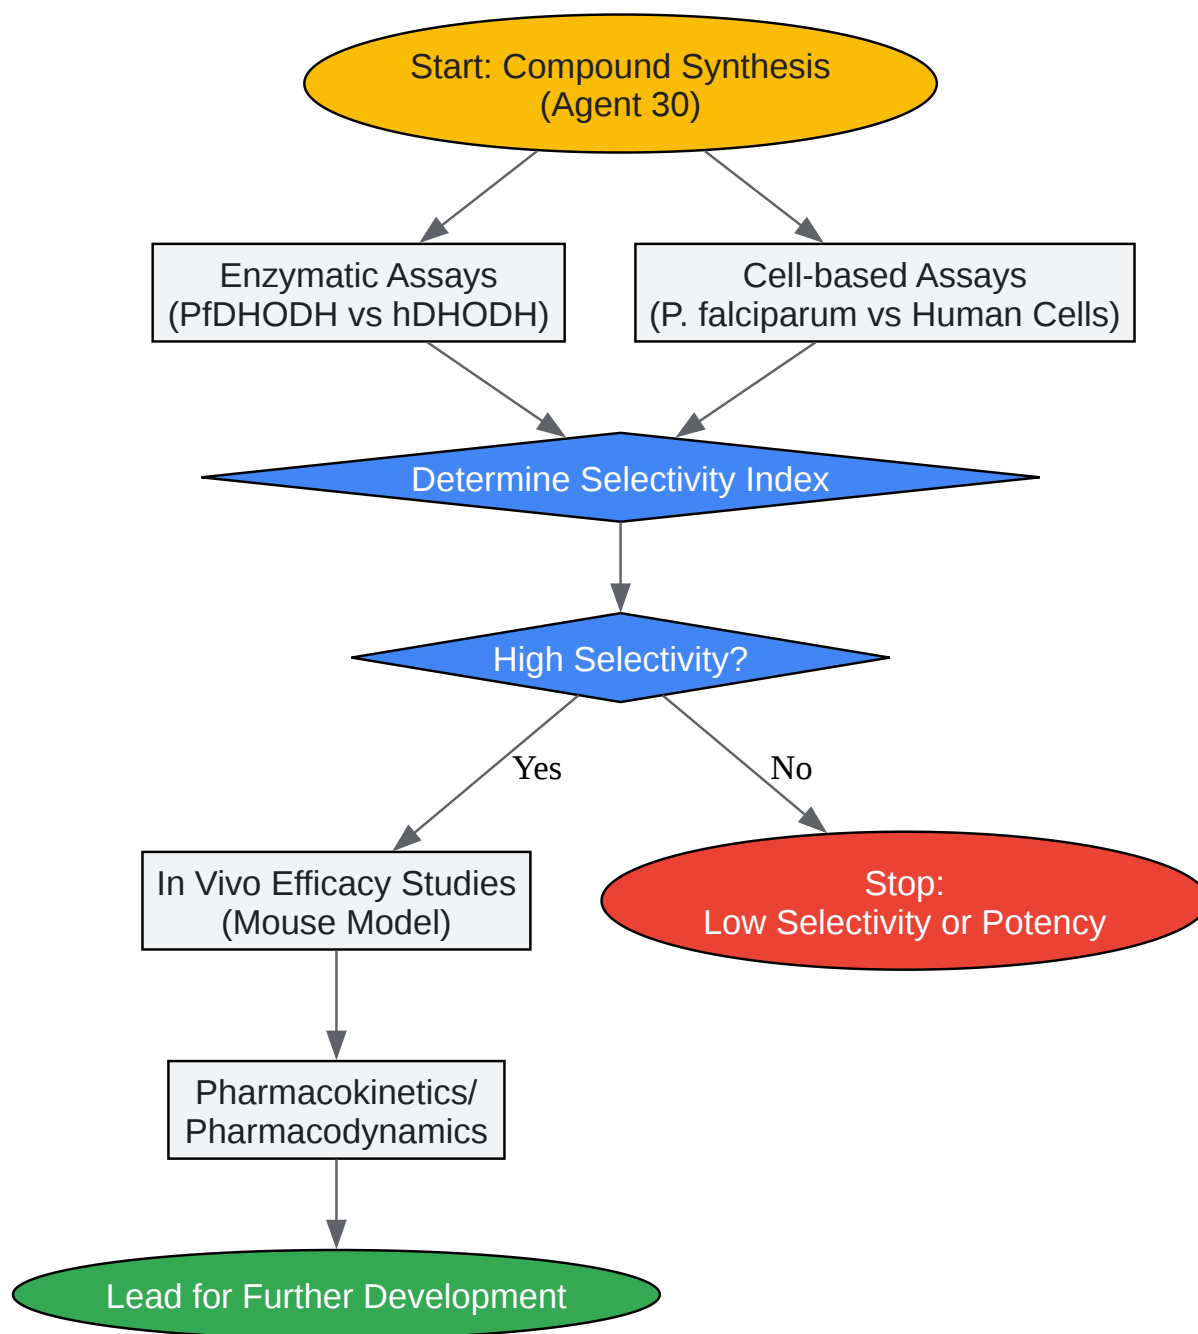 Start: Compound Synthesis
(Agent 30)
Enzymatic Assays
(PfDHODH vs hDHODH)
Cell-based Assays
(P. falciparum vs Human Cells)
Determine Selectivity Index
High Selectivity?
Yes
No
In Vivo Efficacy Studies
(Mouse Model)
Stop:
Low Selectivity or Potency
Pharmacokinetics/
Pharmacodynamics
Lead for Further Development